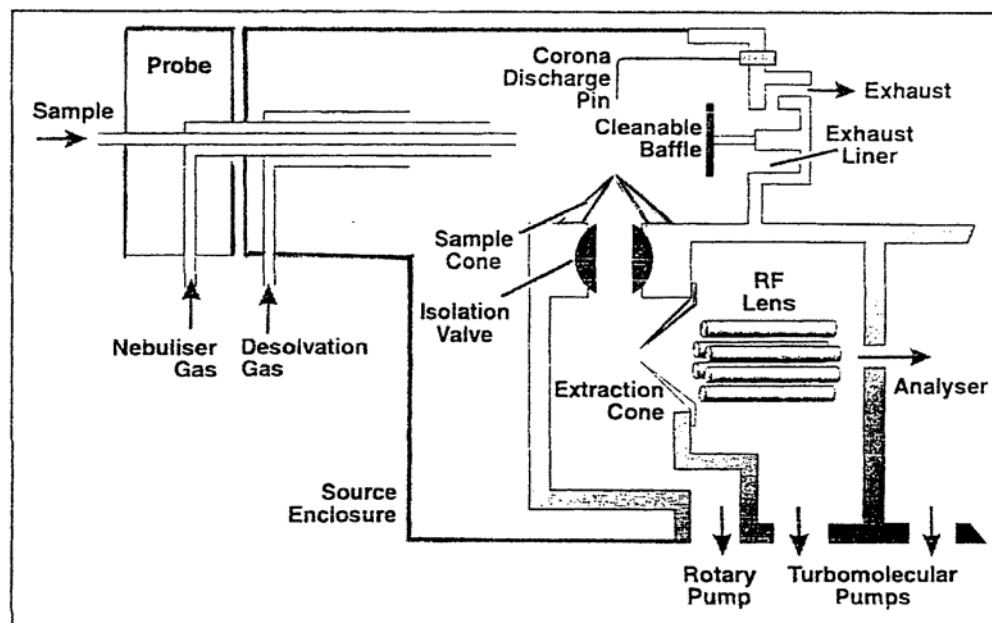 Probe
Sample
Corona
Discharge
Pin
Exhaust
Cleanable
Baffle
Exhaust
Liner
Sample
Cone
Isolation
Valve
RF
Lens
Nebuliser
Gas
Desolvation
Gas
Extraction
Cone
Analyser
Source
Enclosure
Rotary
Pump
Turbomolecular
Pumps